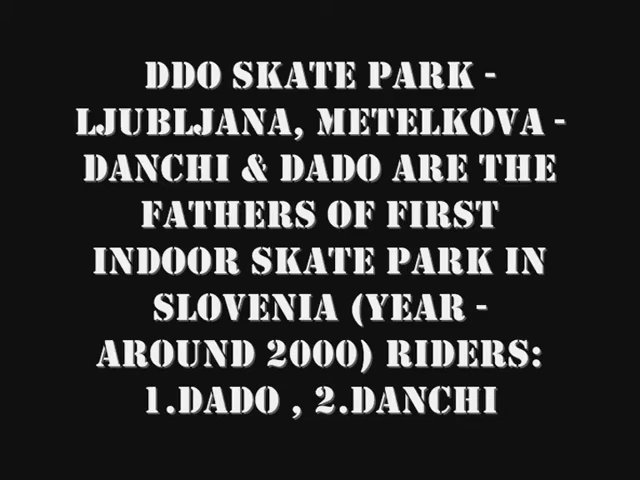 DDO SKATE PARK -
LJUBLJANA, METELKOVA -
DANCHI & DADO ARE THE
FATHERS OF FIRST
INDOOR SKATE PARK IN
SLOVENIA (YEAR -
AROUND 2000) RIDERS:
1.DADO , 2.DANCHI